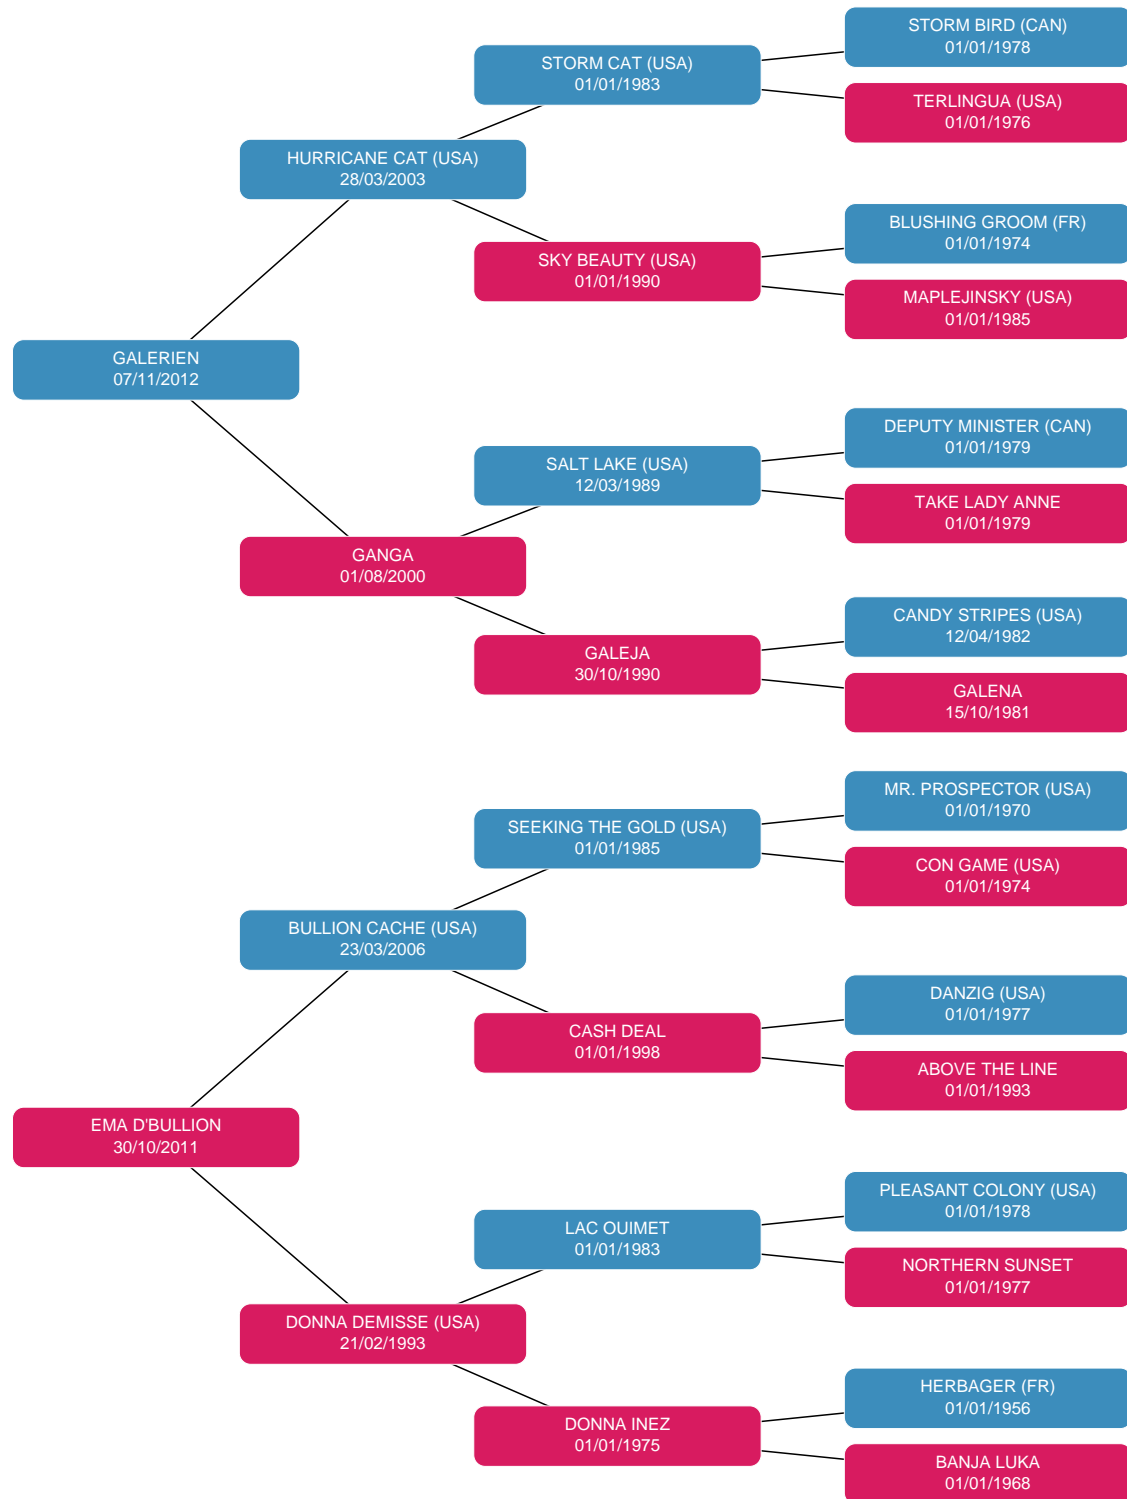 STORM BIRD (CAN)
01/01/1978
STORM CAT (USA)
01/01/1983
TERLINGUA (USA)
01/01/1976
HURRICANE CAT (USA)
28/03/2003
BLUSHING GROOM (FR)
01/01/1974
SKY BEAUTY (USA)
01/01/1990
MAPLEJINSKY (USA)
01/01/1985
GALERIEN
07/11/2012
DEPUTY MINISTER (CAN)
01/01/1979
SALT LAKE (USA)
12/03/1989
TAKE LADY ANNE
01/01/1979
GANGA
01/08/2000
CANDY STRIPES (USA)
12/04/1982
GALEJA
30/10/1990
GALENA
15/10/1981
MR. PROSPECTOR (USA)
01/01/1970
SEEKING THE GOLD (USA)
01/01/1985
CON GAME (USA)
01/01/1974
BULLION CACHE (USA)
23/03/2006
DANZIG (USA)
01/01/1977
CASH DEAL
01/01/1998
ABOVE THE LINE
01/01/1993
EMA D'BULLION
30/10/2011
PLEASANT COLONY (USA)
01/01/1978
LAC OUIMET
01/01/1983
NORTHERN SUNSET
01/01/1977
DONNA DEMISSE (USA)
21/02/1993
HERBAGER (FR)
01/01/1956
DONNA INEZ
01/01/1975
BANJA LUKA
01/01/1968